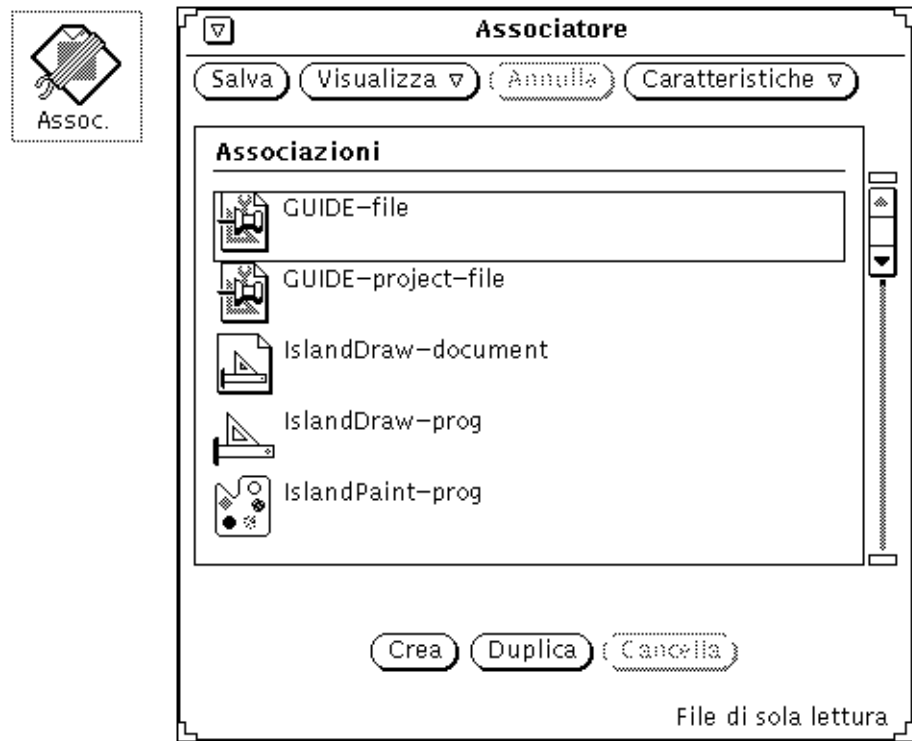 Associatore
Salva Visualizza Annulla Caratteristiche
Assoc.
Associazioni
GUIDE-file
GUIDE-project-file
IslandDraw-document
IslandDraw-prog
IslandPaint-prog
Crea Duplica Cancella
File di sola lettura